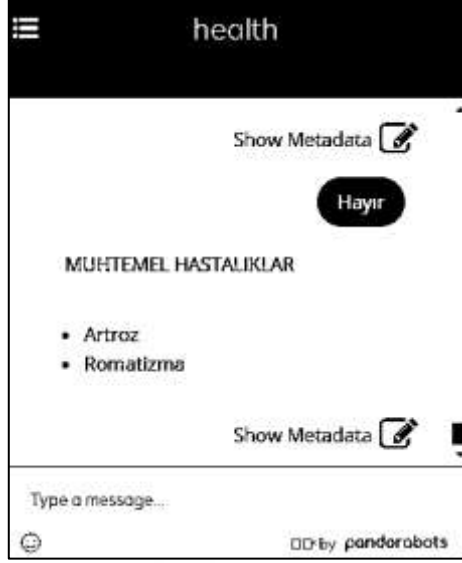 health
Show Metadata
Hayır
MUHTEMEL HASTALIKLAR
• Artroz
• Romatizma
Show Metadata
Type a message...
by pandorabots